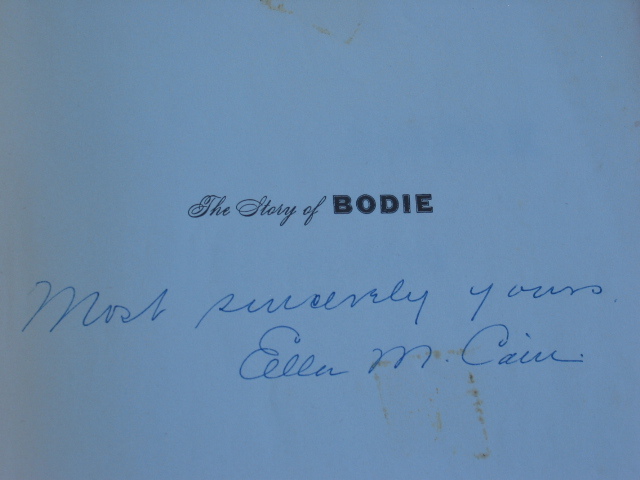 The Story of BODIE
Most sincerely yours.
Ella M. Cain.